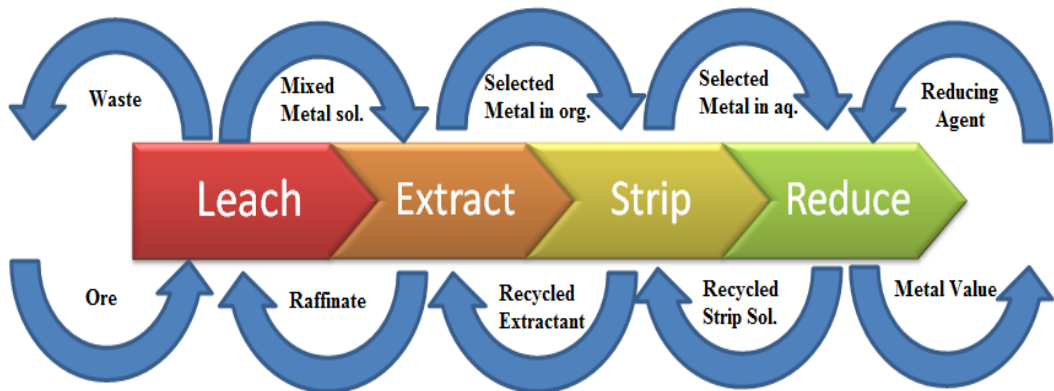 Waste
Mixed
Metal sol.
Selected
Metal in org.
Selected
Metal in aq.
Reducing
Agent
Leach
Extract
Strip
Reduce
Ore
Raffinate
Recycled
Extractant
Recycled
Strip Sol.
Metal Value